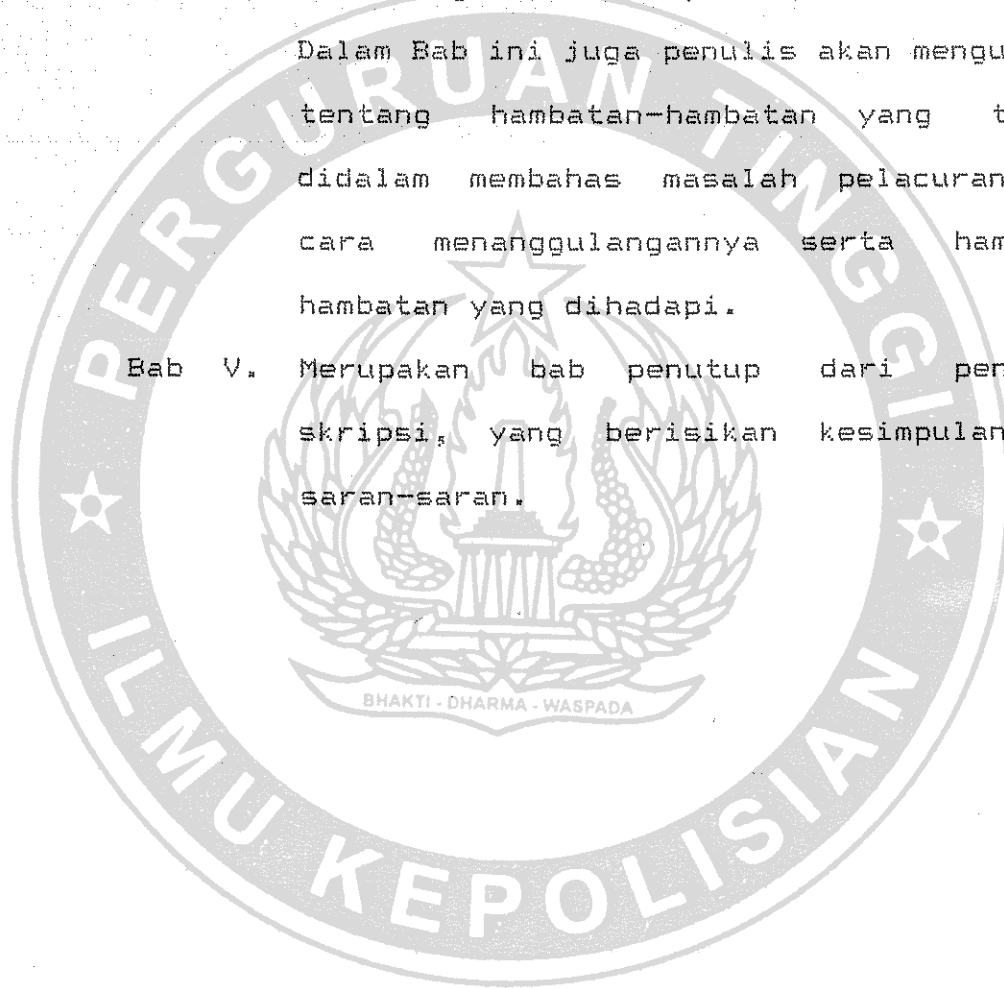 Dalam Bab ini juga penulis akan mengu
tentang hambatan-hambatan yang t
didalam membahas masalah pelacuran
cara menanggulangannya serta ham
hambatan yang dihadapi.
Bab V. Merupakan bab penutup dari pen
skripsi, yang berisikan kesimpulan
saran-saran.
PERGURUAN TINGGI
BHAKTI - DHARMA - WASPADA
ILMU KEPOLISIAN